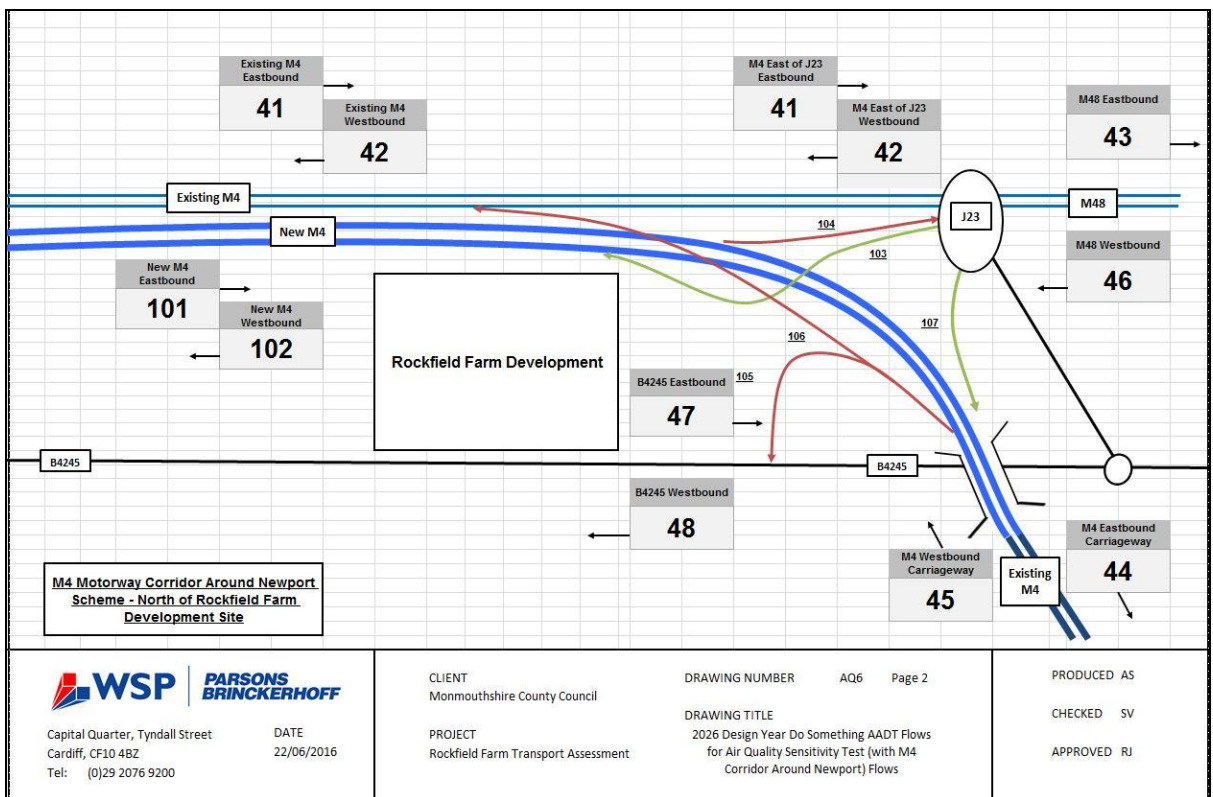 Existing M4
Eastbound
41
Existing M4
Westbound
42
M4 East of J23
Eastbound
41
M4 East of J23
Westbound
42
M48 Eastbound
43
Existing M4
J23
M48
New M4
104
103
M48 Westbound
46
New M4
Eastbound
101
New M4
Westbound
102
107
106
Rockfield Farm Development
B4245 Eastbound
47
105
B4245
B4245
B4245 Westbound
48
M4 Westbound
Carriageway
45
Existing
M4
M4 Eastbound
Carriageway
44
M4 Motorway Corridor Around Newport
Scheme - North of Rockfield Farm
Development Site
WSP
PARSONS
BRINCKERHOFF
Capital Quarter, Tyndall Street
Cardiff, CF10 4BZ
Tel: (0)29 2076 9200
DATE
22/06/2016
CLIENT
Monmouthshire County Council
PROJECT
Rockfield Farm Transport Assessment
DRAWING NUMBER AQ6 Page 2
DRAWING TITLE
2026 Design Year Do Something AADT Flows
for Air Quality Sensitivity Test (with M4
Corridor Around Newport) Flows
PRODUCED AS
CHECKED SV
APPROVED RJ